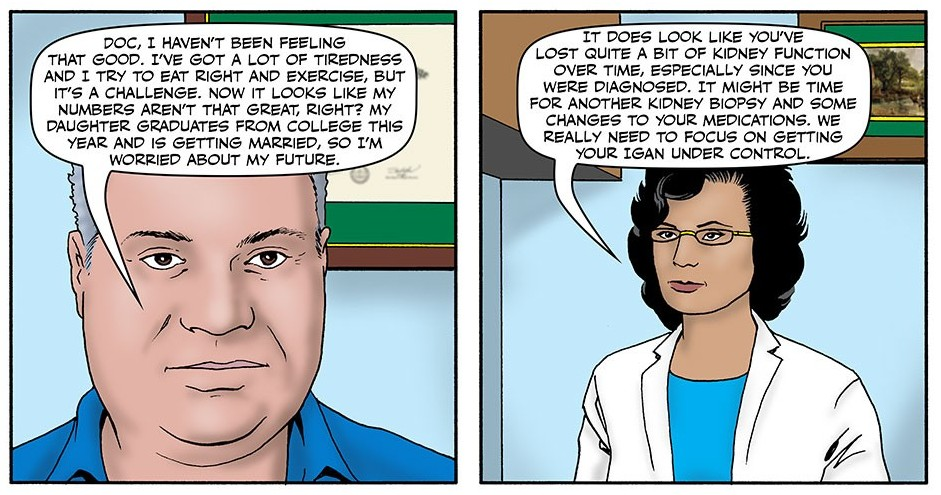 DOC, I HAVEN'T BEEN FEELING
THAT GOOD. I'VE GOT A LOT OF TIREDNESS
AND I TRY TO EAT RIGHT AND EXERCISE, BUT
IT'S A CHALLENGE. NOW IT LOOKS LIKE MY
NUMBERS AREN'T THAT GREAT, RIGHT? MY
DAUGHTER GRADUATES FROM COLLEGE THIS
YEAR AND IS GETTING MARRIED, SO I'M
WORRIED ABOUT MY FUTURE.
IT DOES LOOK LIKE YOU'VE
LOST QUITE A BIT OF KIDNEY FUNCTION
OVER TIME, ESPECIALLY SINCE YOU
WERE DIAGNOSED. IT MIGHT BE TIME
FOR ANOTHER KIDNEY BIOPSY AND SOME
CHANGES TO YOUR MEDICATIONS. WE
REALLY NEED TO FOCUS ON GETTING
YOUR IGAN UNDER CONTROL.